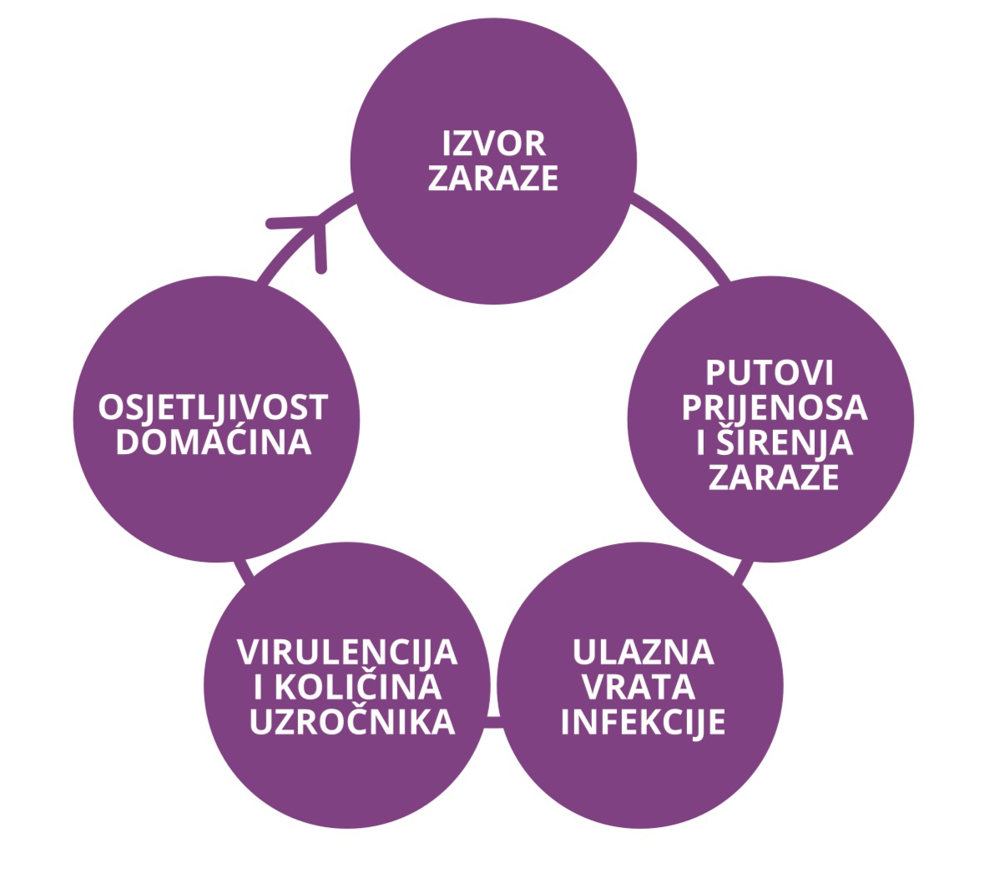 IZVOR
ZARAZE
PUTOVI
PRIJENOSA
I ŠIRENJA
ZARAZE
ULAZNA
VRATA
INFEKCIJE
VIRULENCIJA
I KOLIČINA
UZROČNIKA
OSJETLJIVOST
DOMAĆINA